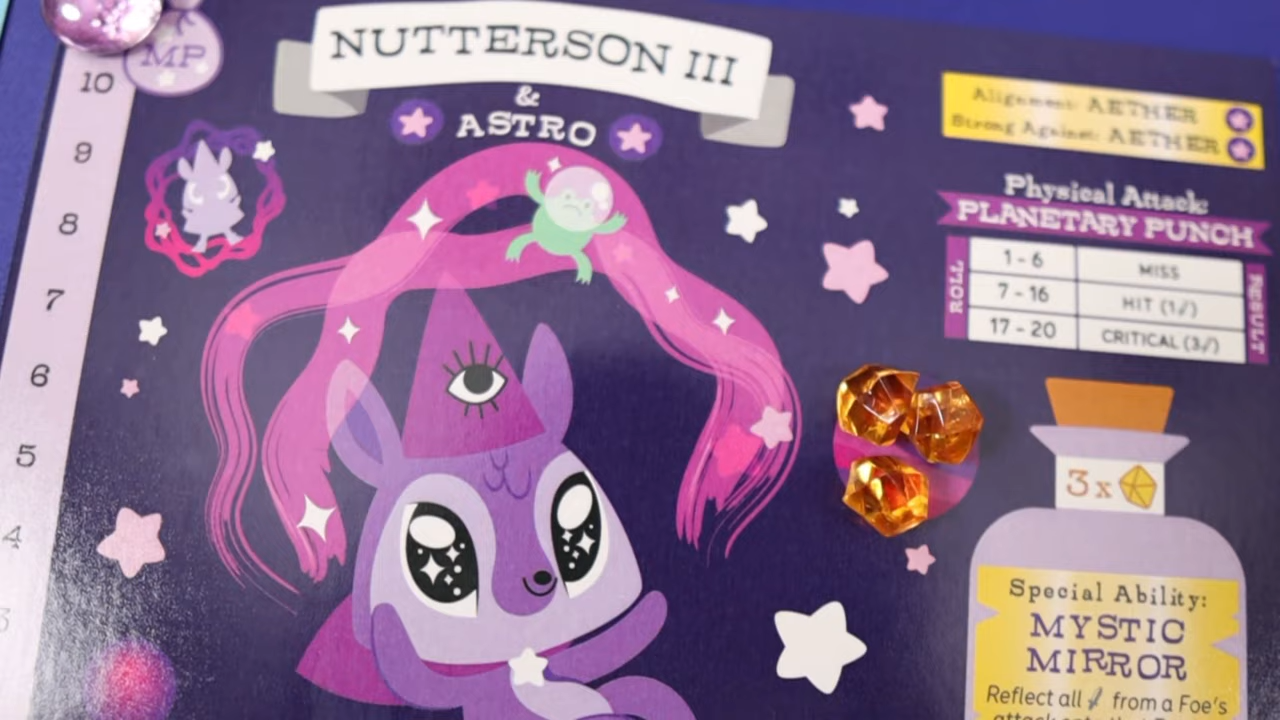 MP
10
9
8
7
6
5
4
3
NUTTERSON III
&
ASTRO
Alignment: AETHER
Strong Against: AETHER
Physical Attack:
PLANETARY PUNCH
ROLL
RESULT
1 - 6 MISS
7 - 16 HIT (1/)
17 - 20 CRITICAL (3/)
3x
Special Ability:
MYSTIC
MIRROR
Reflect all from a Foe's